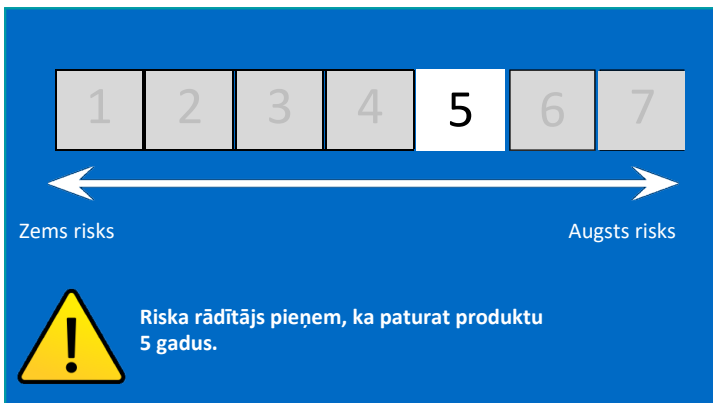 1 2 3 4 5 6 7
Zems risks Augsts risks
Riska rādītājs pieņem, ka paturat produktu
5 gadus.